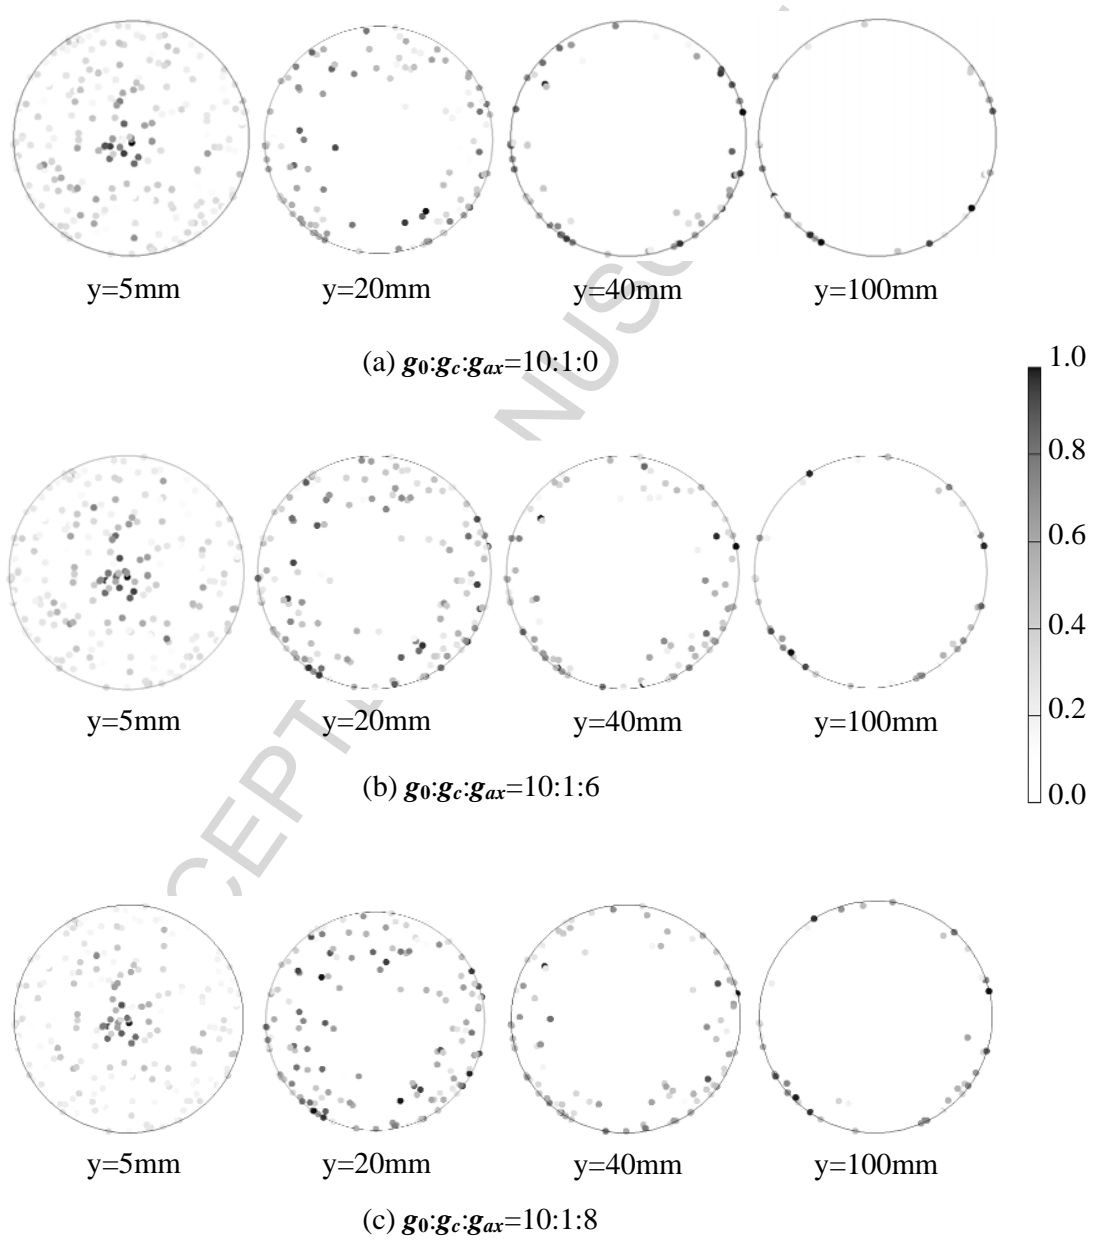 y=5mm y=20mm y=40mm y=100mm
(a) g0:gc:gax=10:1:0
1.0
0.8
0.6
0.4
0.2
0.0
y=5mm y=20mm y=40mm y=100mm
(b) g0:gc:gax=10:1:6
y=5mm y=20mm y=40mm y=100mm
(c) g0:gc:gax=10:1:8